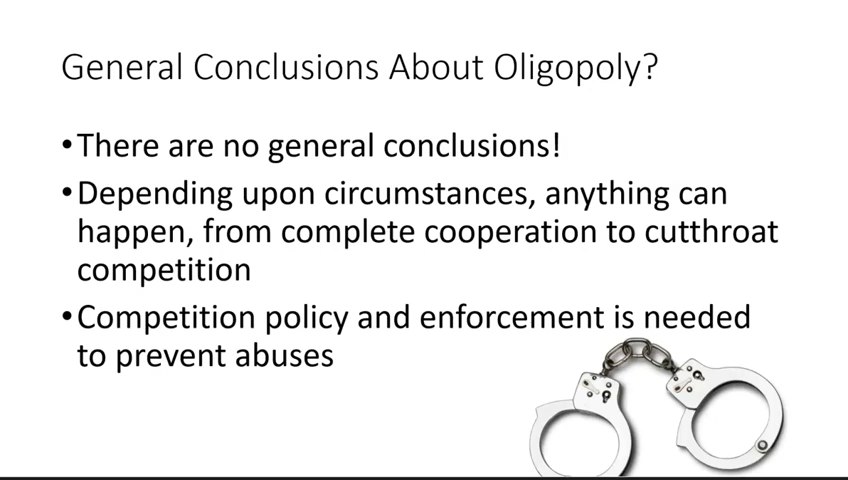 General Conclusions About Oligopoly?
•There are no general conclusions!
•Depending upon circumstances, anything can
happen, from complete cooperation to cutthroat
competition
•Competition policy and enforcement is needed
to prevent abuses